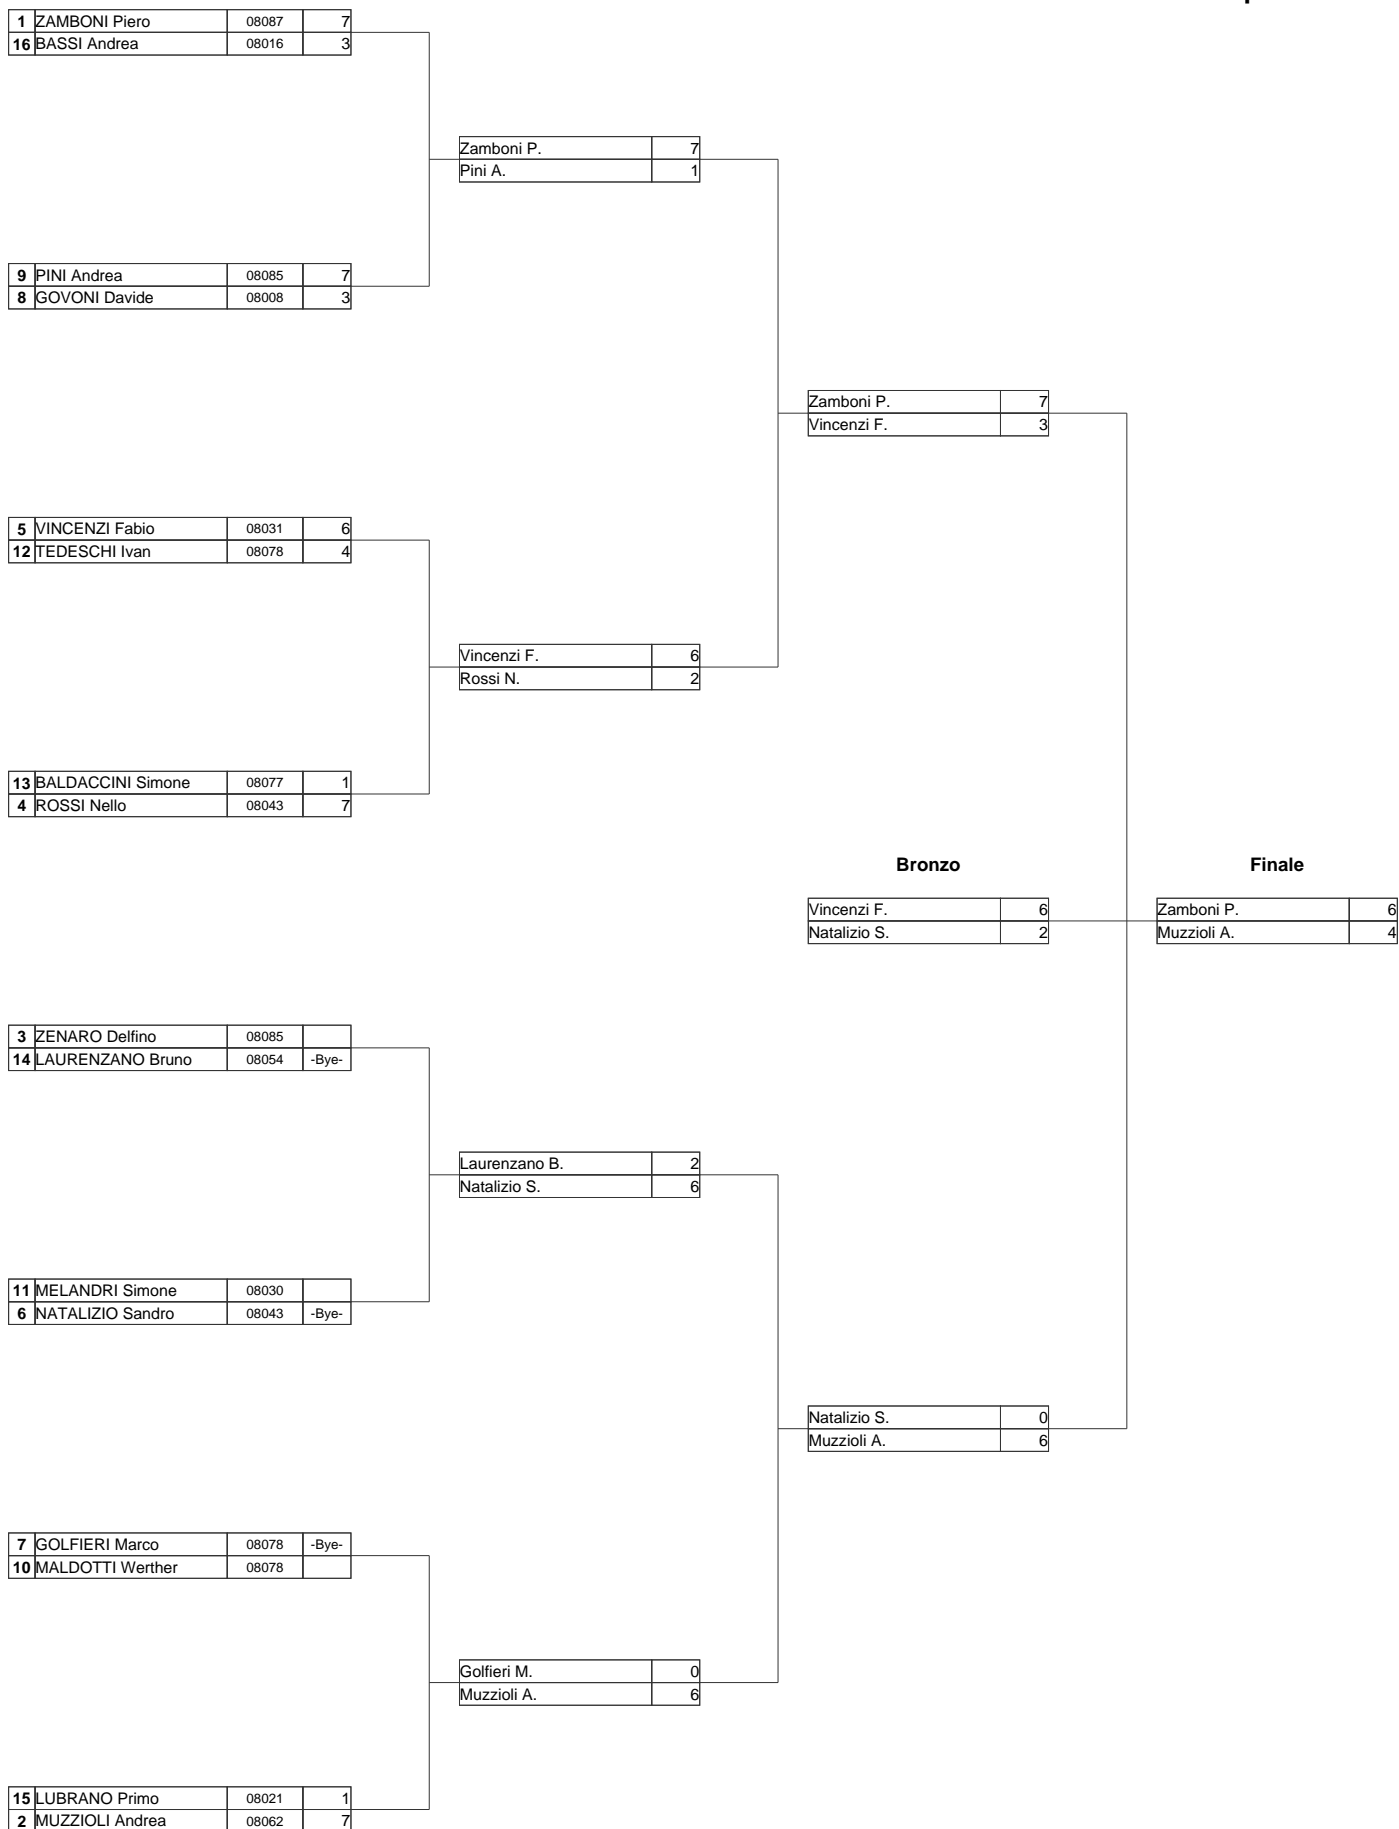 1 ZAMBONI Piero 08087 7
16 BASSI Andrea 08016 3
Zamboni P. 7
Pini A. 1
9 PINI Andrea 08085 7
8 GOVONI Davide 08008 3
Zamboni P. 7
Vincenzi F. 3
5 VINCENZI Fabio 08031 6
12 TEDESCHI Ivan 08078 4
Vincenzi F. 6
Rossi N. 2
13 BALDACCINI Simone 08077 1
4 ROSSI Nello 08043 7
Bronzo Finale
Vincenzi F. 6 Zamboni P. 6
Natalizio S. 2 Muzzioli A. 4
3 ZENARO Delfino 08085
14 LAURENZANO Bruno 08054 -Bye-
Laurenzano B. 2
Natalizio S. 6
11 MELANDRI Simone 08030
6 NATALIZIO Sandro 08043 -Bye-
Natalizio S. 0
Muzzioli A. 6
7 GOLFIERI Marco 08078 -Bye-
10 MALDOTTI Werther 08078
Golfieri M. 0
Muzzioli A. 6
15 LUBRANO Primo 08021 1
2 MUZZIOLI Andrea 08062 7